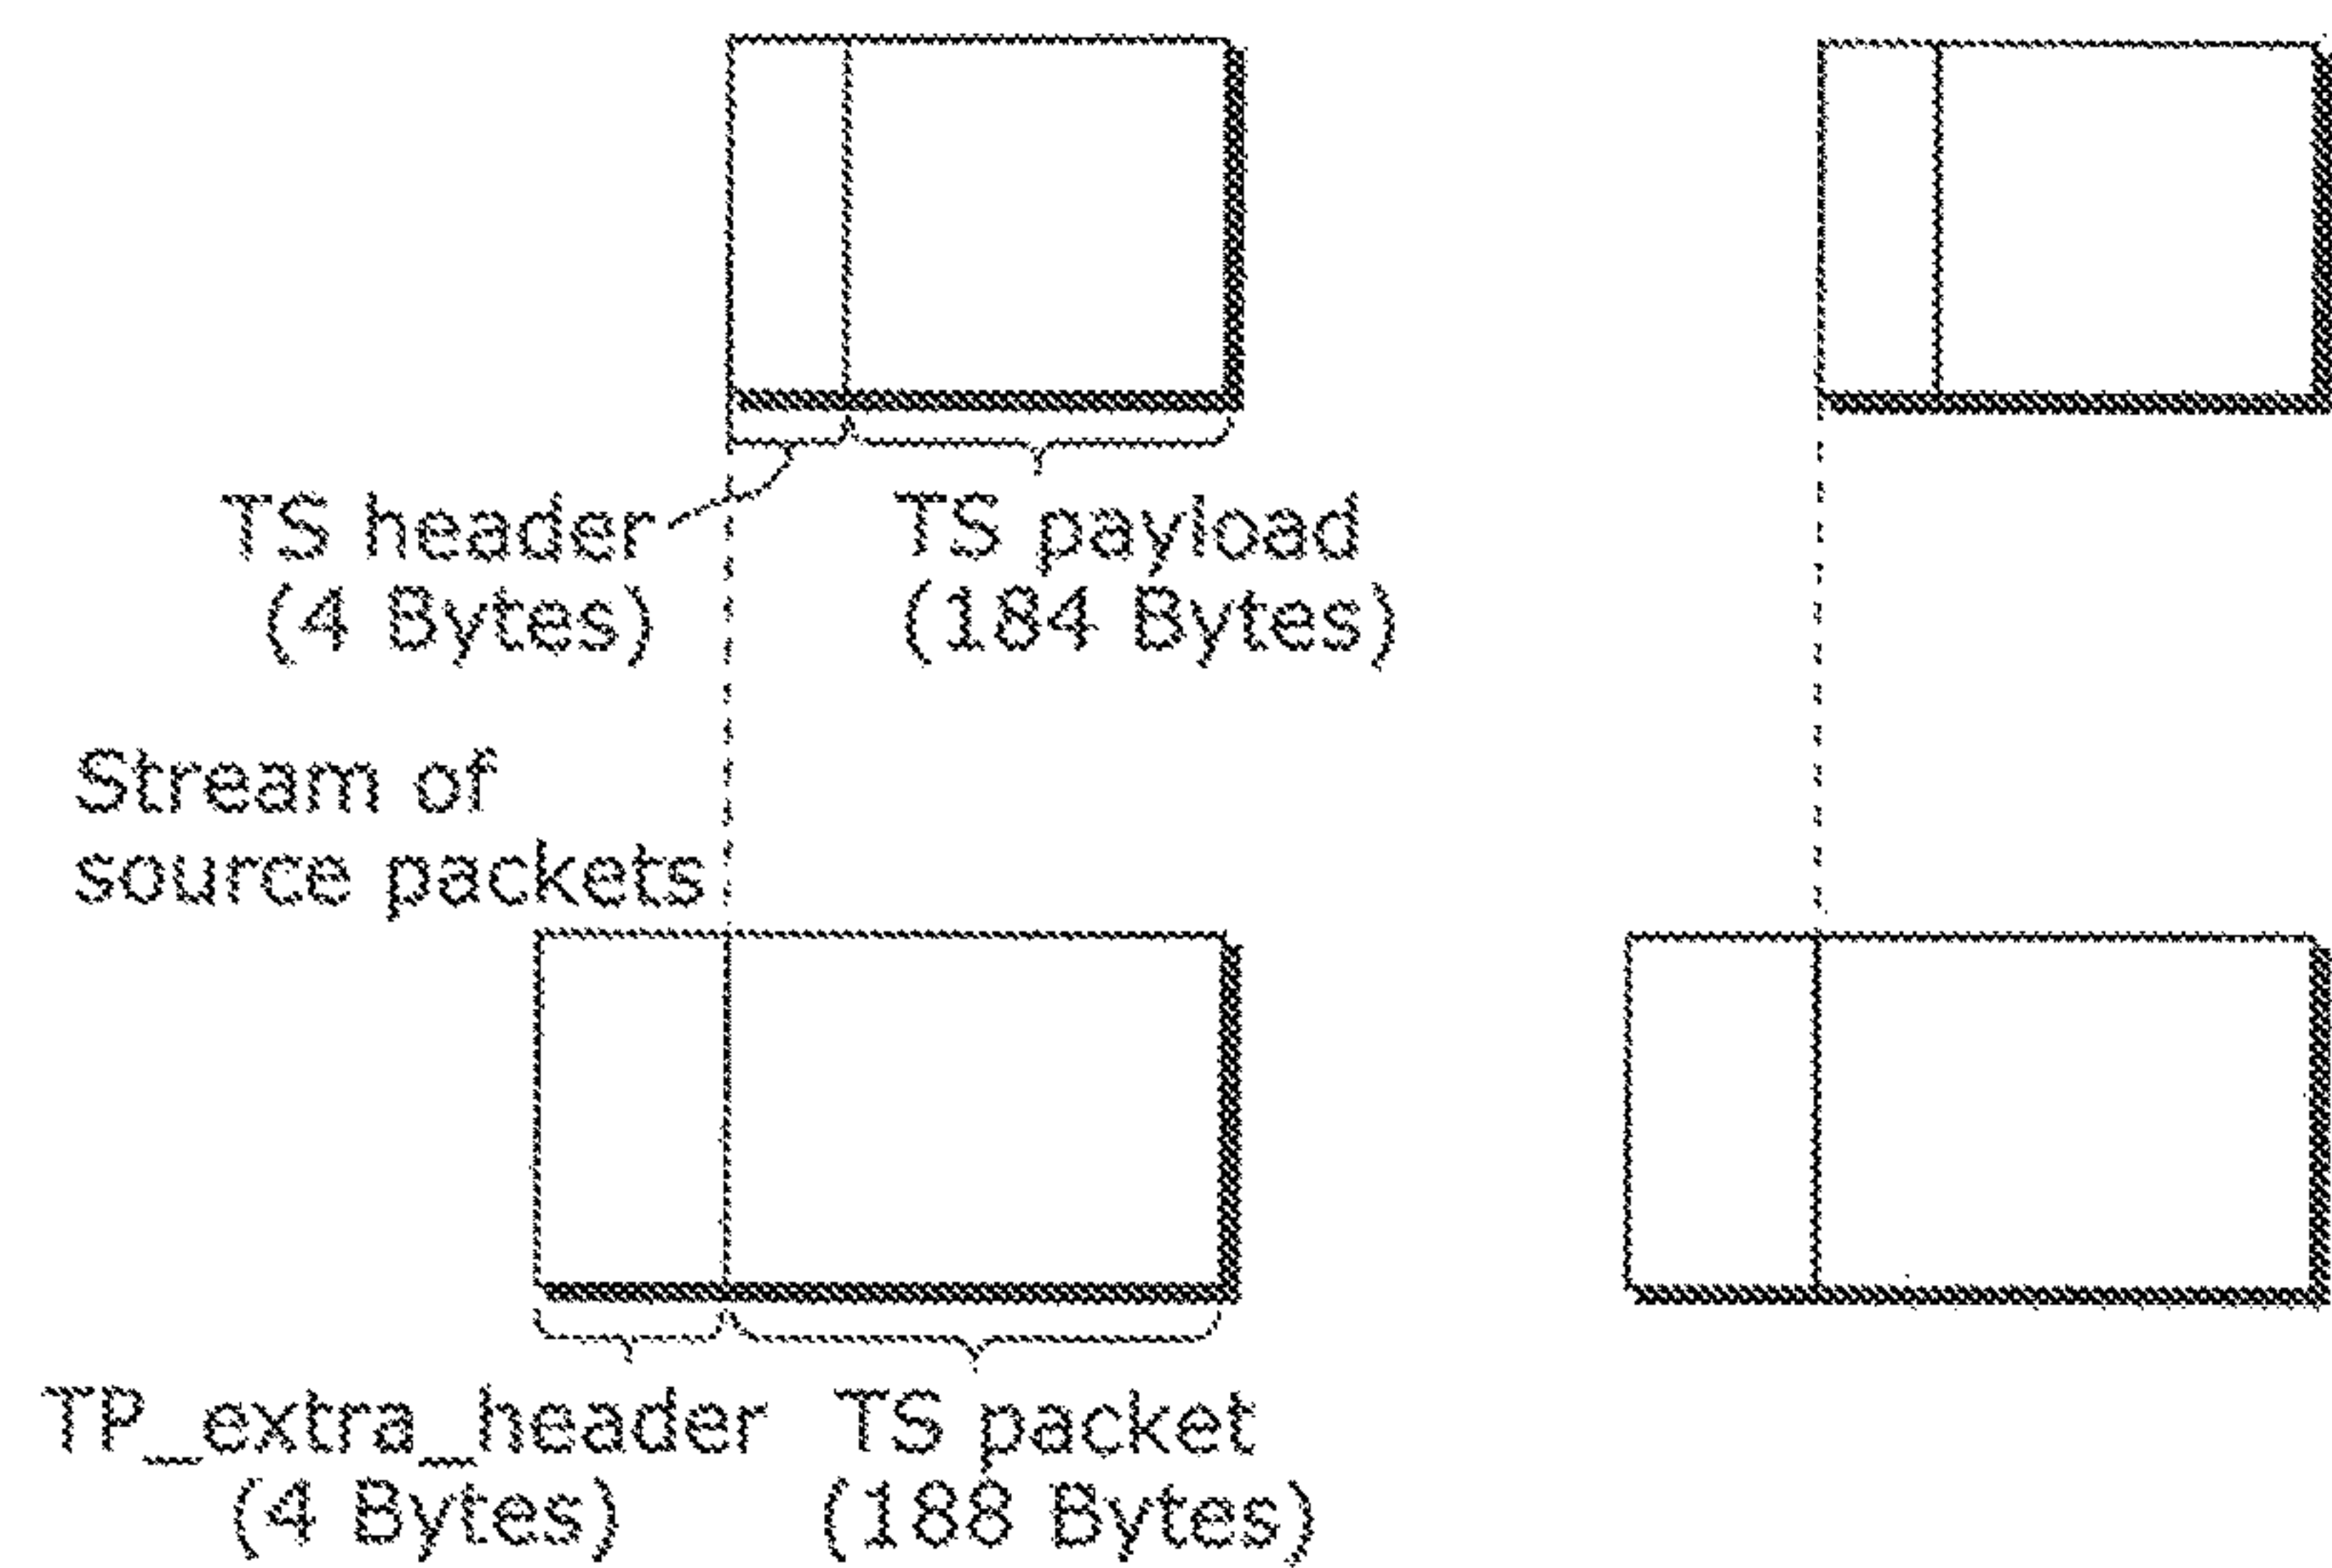 TS header
(4 Bytes)
TS payload
(184 Bytes)
Stream of
source packets
TP_extra_header
(4 Bytes)
TS packet
(188 Bytes)